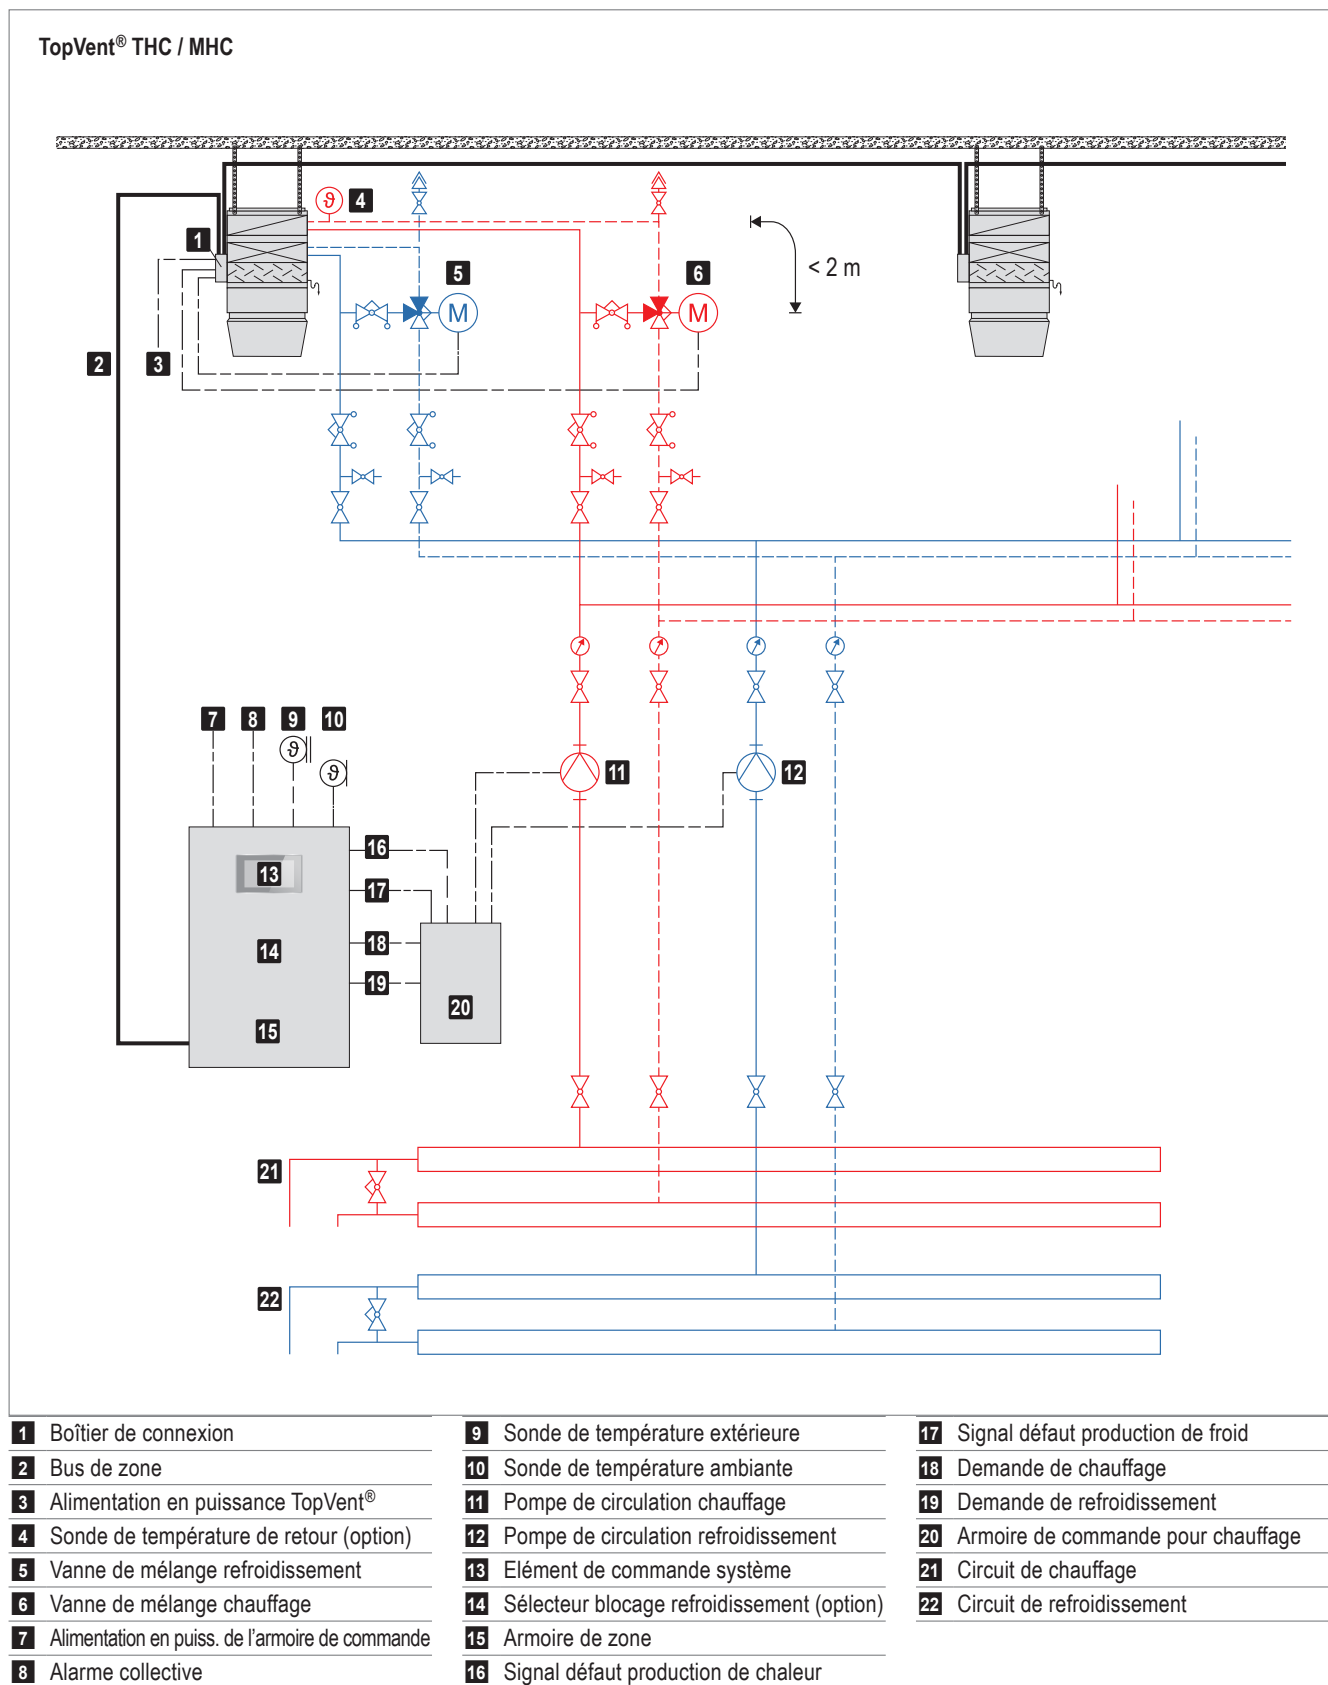 TopVent® THC / MHC
ϑ 4
1
5
6
< 2 m
M
M
2
3
7
8
9
10
ϑ
ϑ
11
12
16
13
17
14
18
19
20
15
21
22
1 Boîtier de connexion
2 Bus de zone
3 Alimentation en puissance TopVent®
4 Sonde de température de retour (option)
5 Vanne de mélange refroidissement
6 Vanne de mélange chauffage
7 Alimentation en puiss. de l'armoire de commande
8 Alarme collective
9 Sonde de température extérieure
10 Sonde de température ambiante
11 Pompe de circulation chauffage
12 Pompe de circulation refroidissement
13 Elément de commande système
14 Sélecteur blocage refroidissement (option)
15 Armoire de zone
16 Signal défaut production de chaleur
17 Signal défaut production de froid
18 Demande de chauffage
19 Demande de refroidissement
20 Armoire de commande pour chauffage
21 Circuit de chauffage
22 Circuit de refroidissement